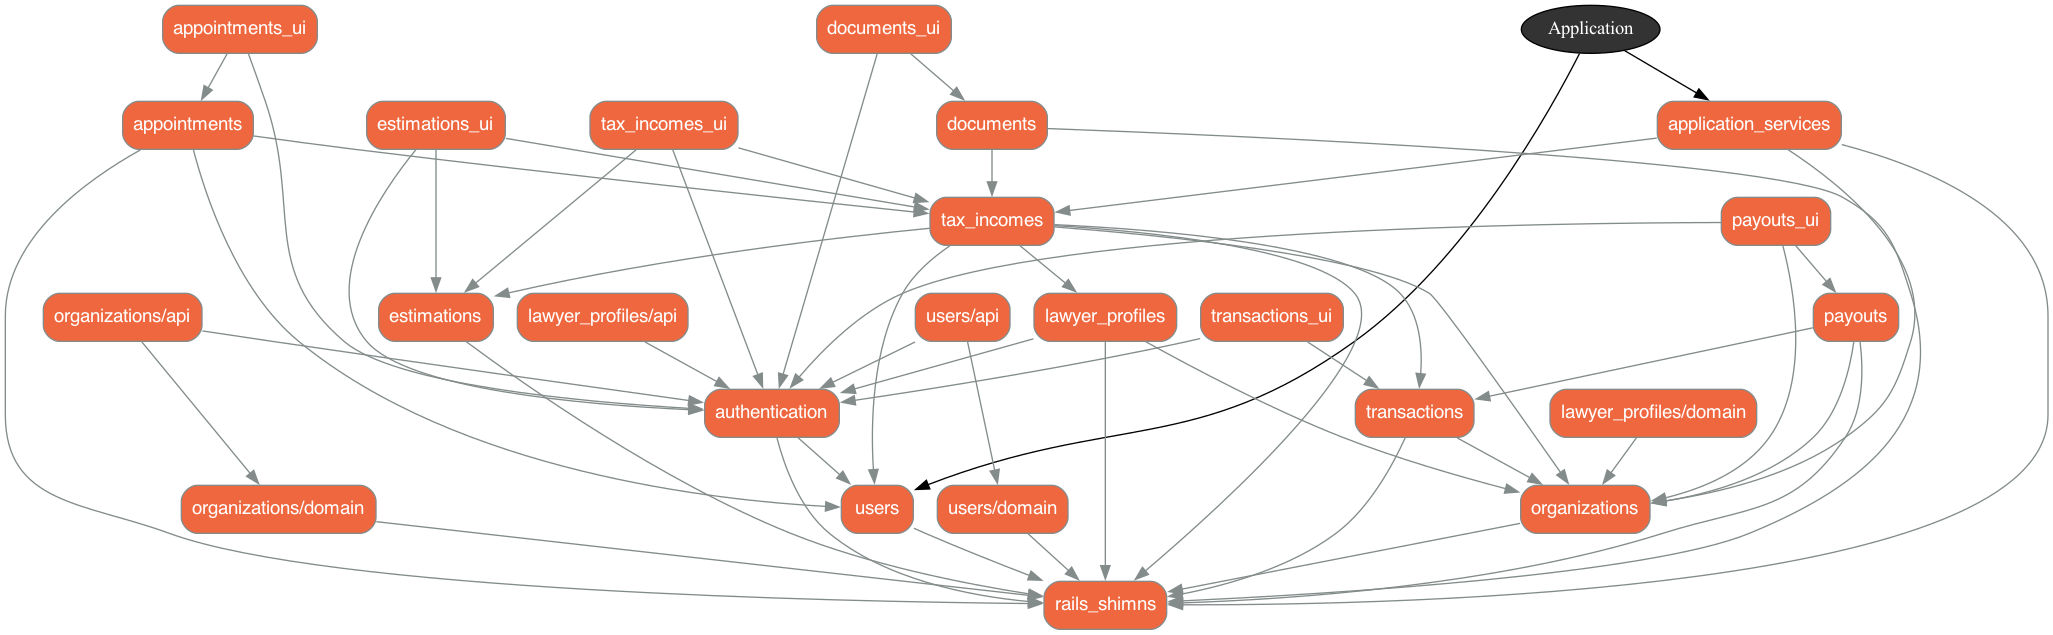 appointments_ui
documents_ui
Application
appointments
estimations_ui
tax_incomes_ui
documents
application_services
tax_incomes
payouts_ui
organizations/api
estimations
lawyer_profiles/api
users/api
lawyer_profiles
transactions_ui
payouts
authentication
transactions
lawyer_profiles/domain
organizations/domain
users
users/domain
organizations
rails_shimns